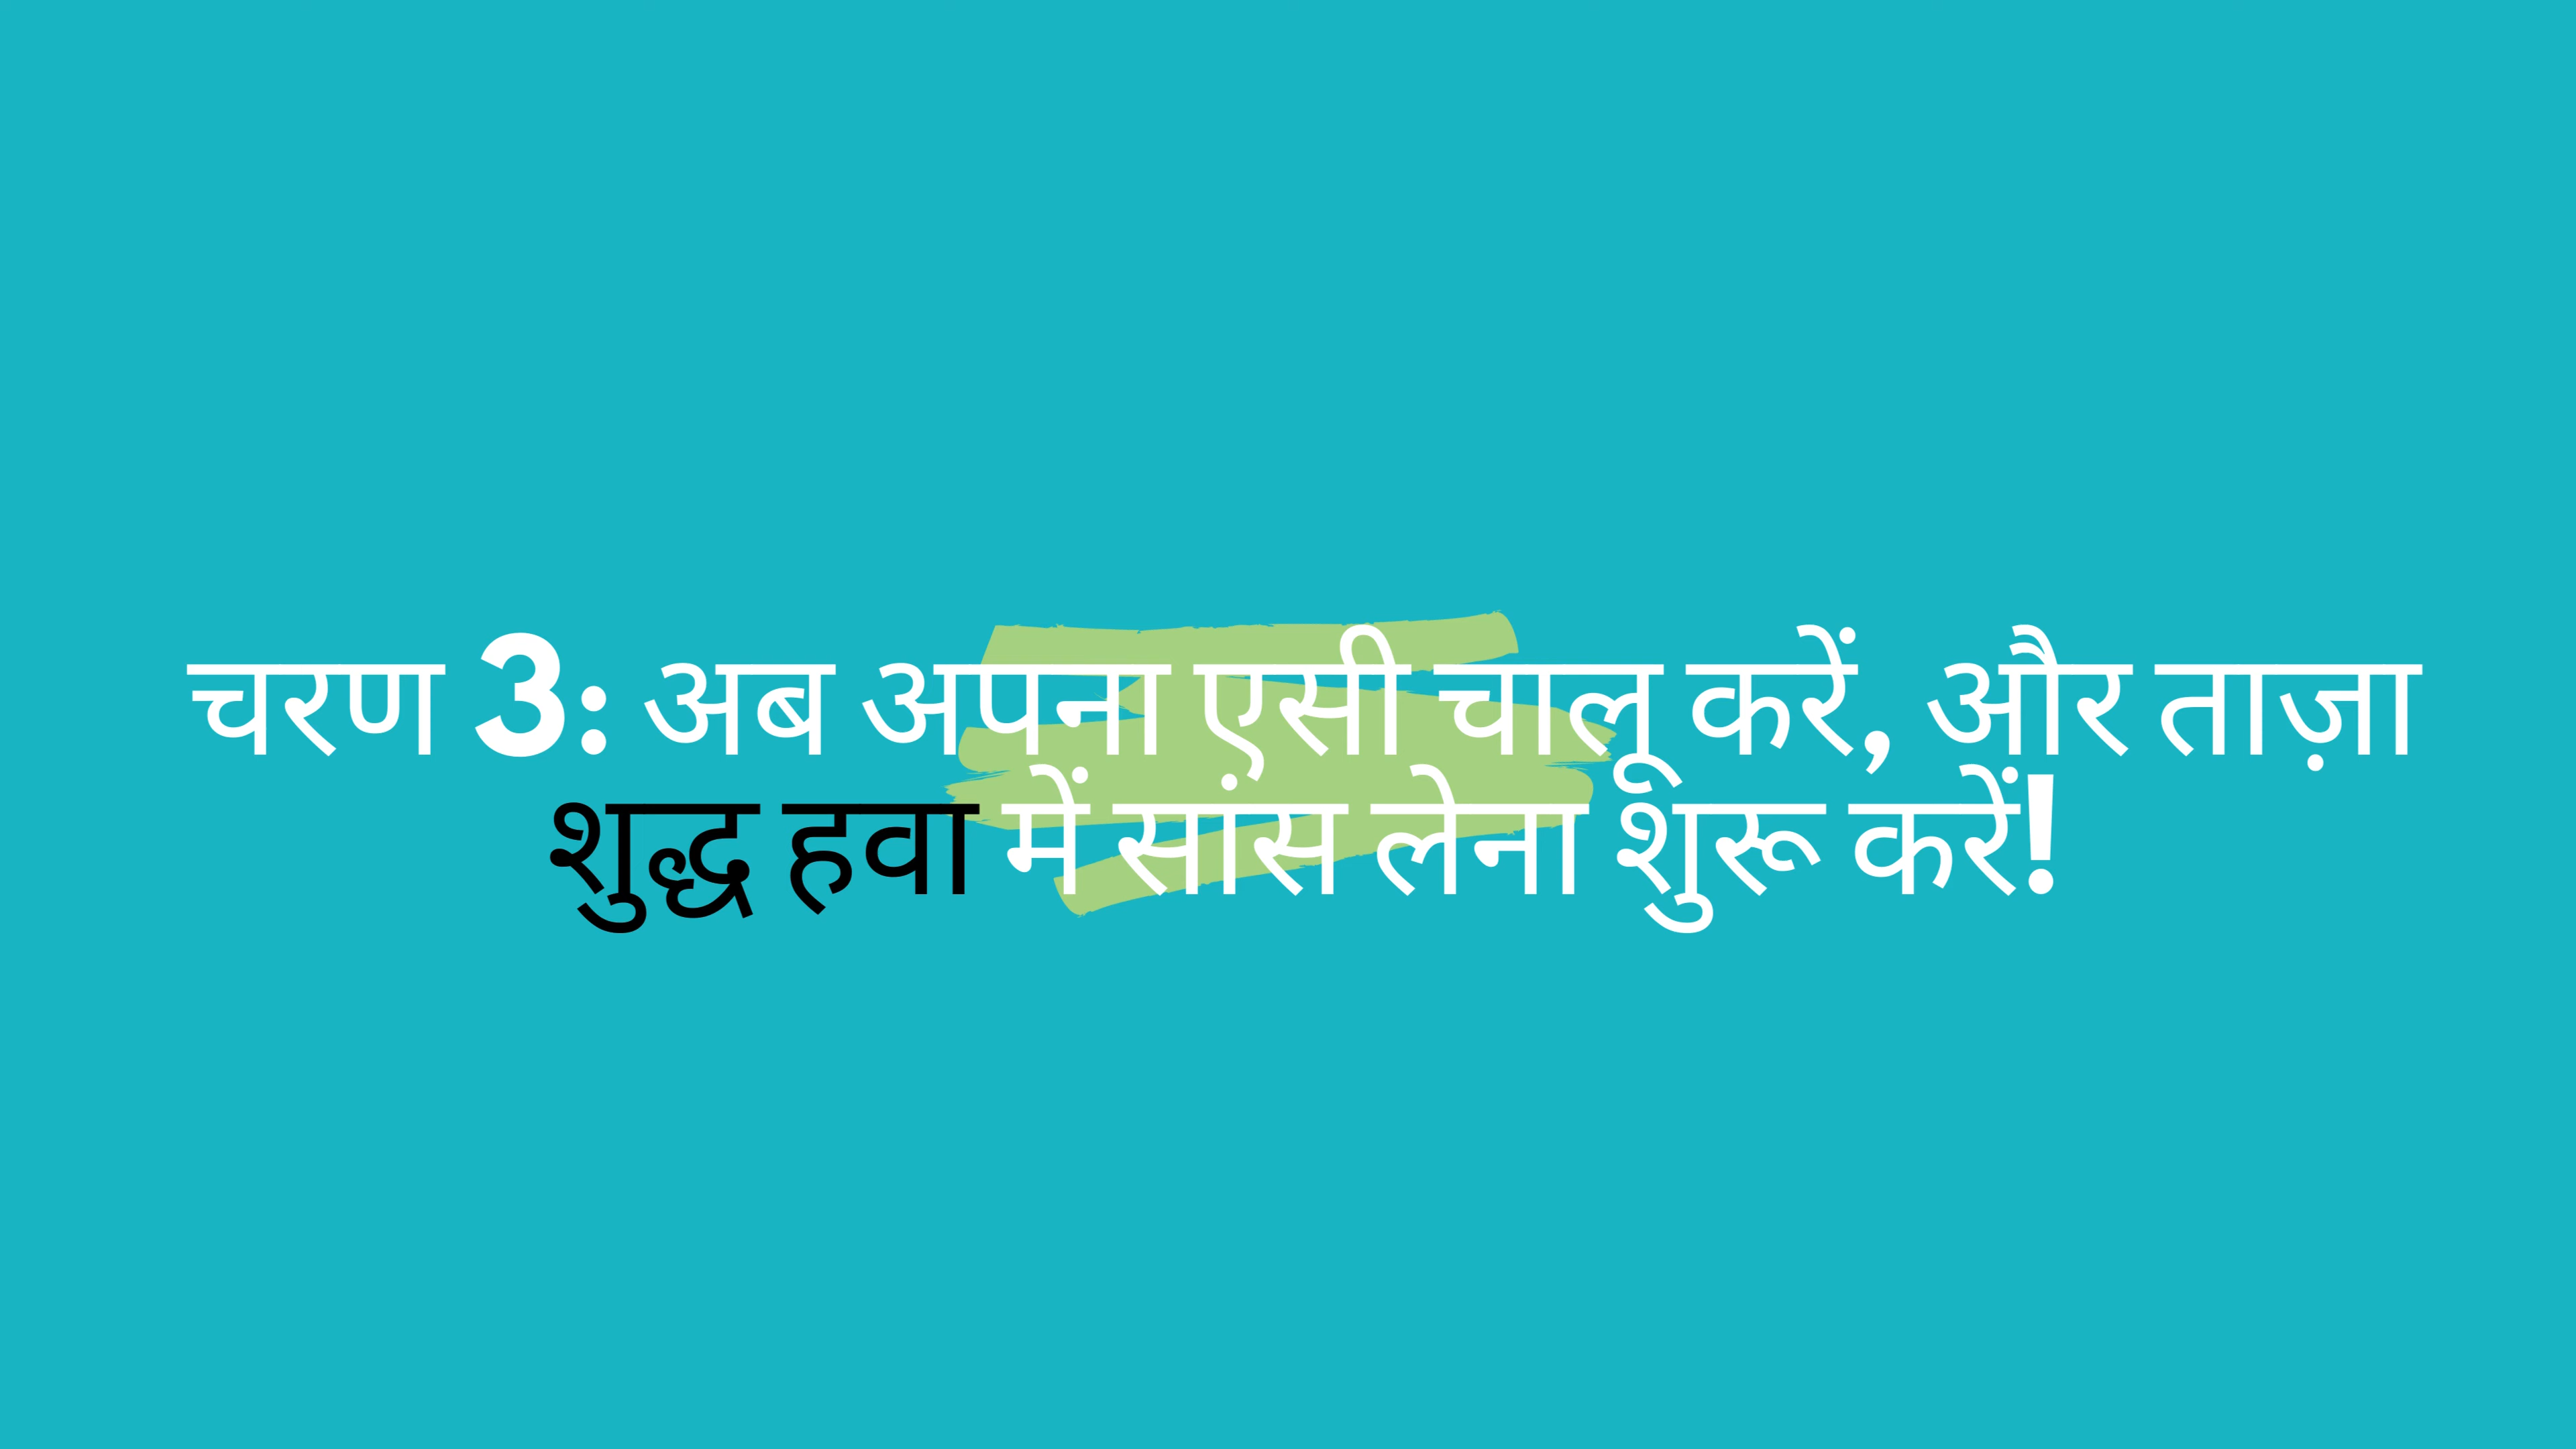 चरण 3: अब अपना एसी चालू करें, और ताज़ा
शुद्ध हवा में सांस लेना शुरू करें!